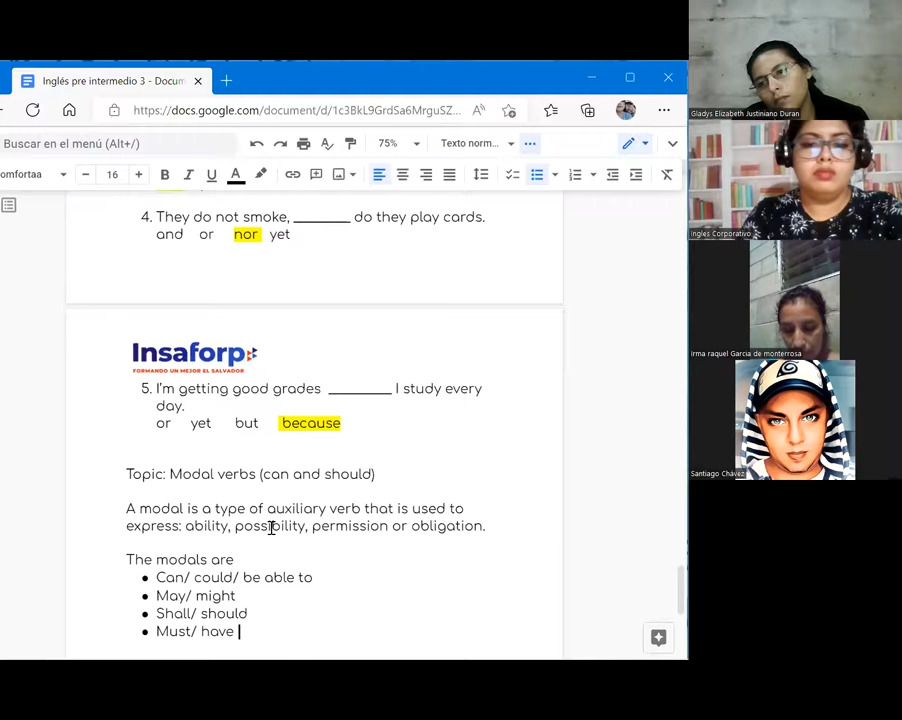 Inglés pre intermedio 3 - Docum
https://docs.google.com/document/d/1c3BkL9GrdSa6MrguSZ...
Buscar en el menú (Alt+/)
75%
Texto norm...
omfortaa
16
4. They do not smoke, ________ do they play cards.
and or nor yet
Insaforp
FORMANDO UN MEJOR EL SALVADOR
5. I'm getting good grades _________ I study every
day.
or yet but because
Topic: Modal verbs (can and should)
A modal is a type of auxiliary verb that is used to
express: ability, possibility, permission or obligation.
The modals are
● Can/ could/ be able to
● May/ might
● Shall/ should
● Must/ have
Gladys Elizabeth Justiniano Duran
Ingles Corporativo
Irma raquel Garcia de monterrosa
Santiago Chávez